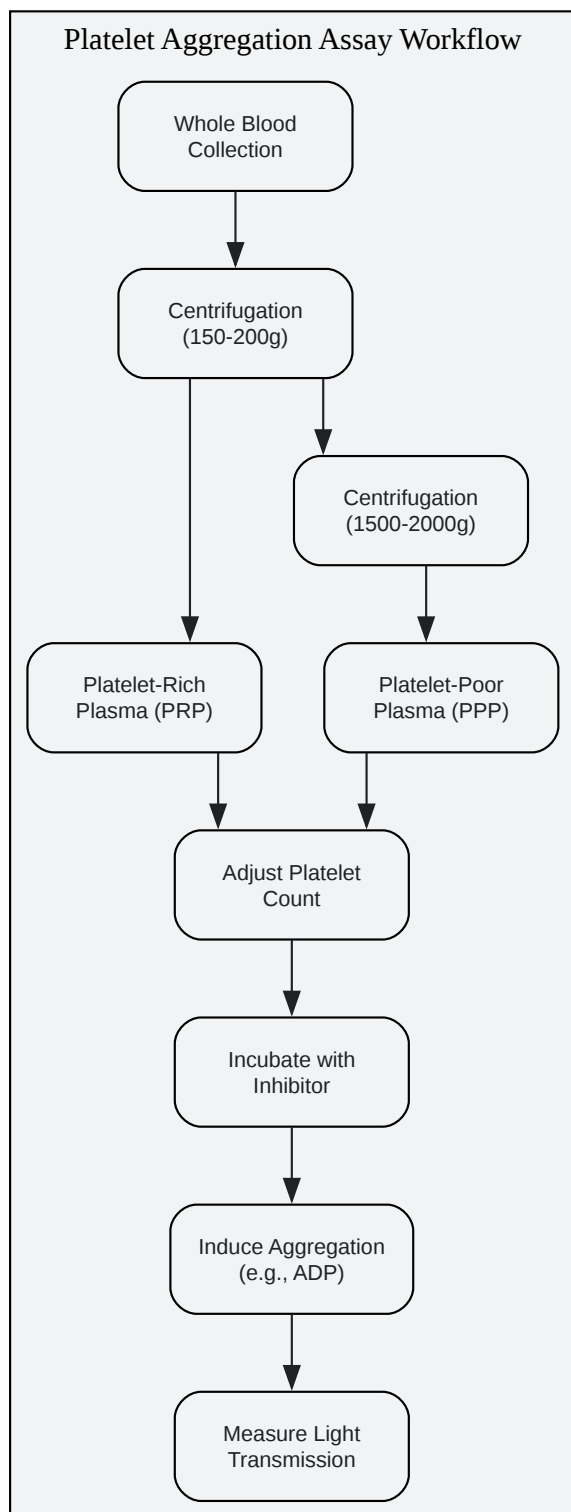 Platelet Aggregation Assay Workflow
Whole Blood
Collection
Centrifugation
(150-200g)
Centrifugation
(1500-2000g)
Platelet-Rich
Plasma (PRP)
Platelet-Poor
Plasma (PPP)
Adjust Platelet
Count
Incubate with
Inhibitor
Induce Aggregation
(e.g., ADP)
Measure Light
Transmission